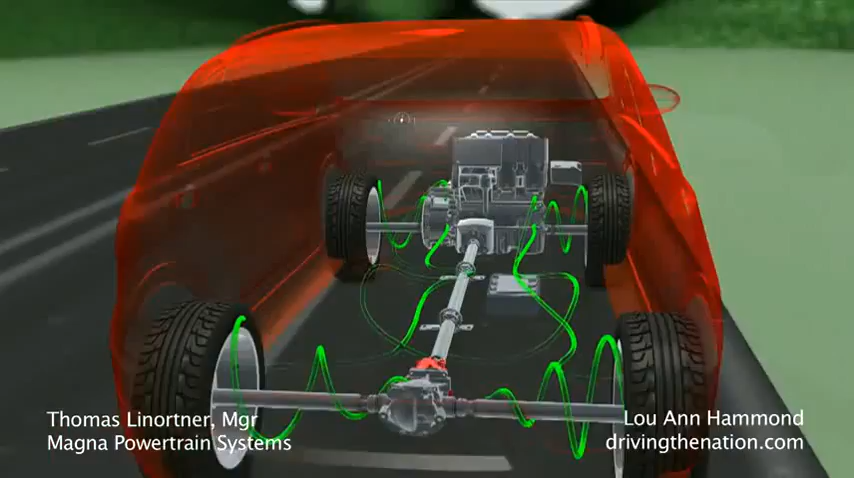 Thomas Linortner, Mgr
Magna Powertrain Systems
Lou Ann Hammond
drivingthenation.com